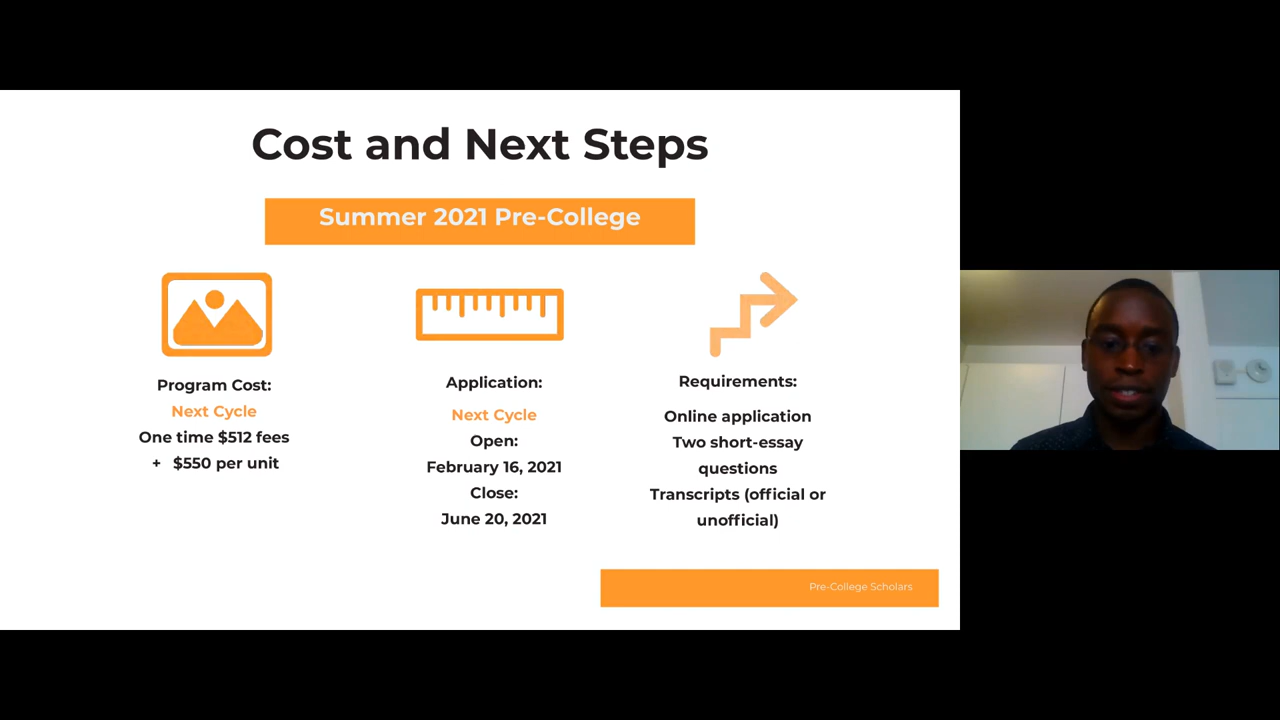 Cost and Next Steps
Summer 2021 Pre-College
Program Cost:
Next Cycle
One time $512 fees
+ $550 per unit
Application:
Next Cycle
Open:
February 16, 2021
Close:
June 20, 2021
Requirements:
Online application
Two short-essay
questions
Transcripts (official or
unofficial)
Pre-College Scholars